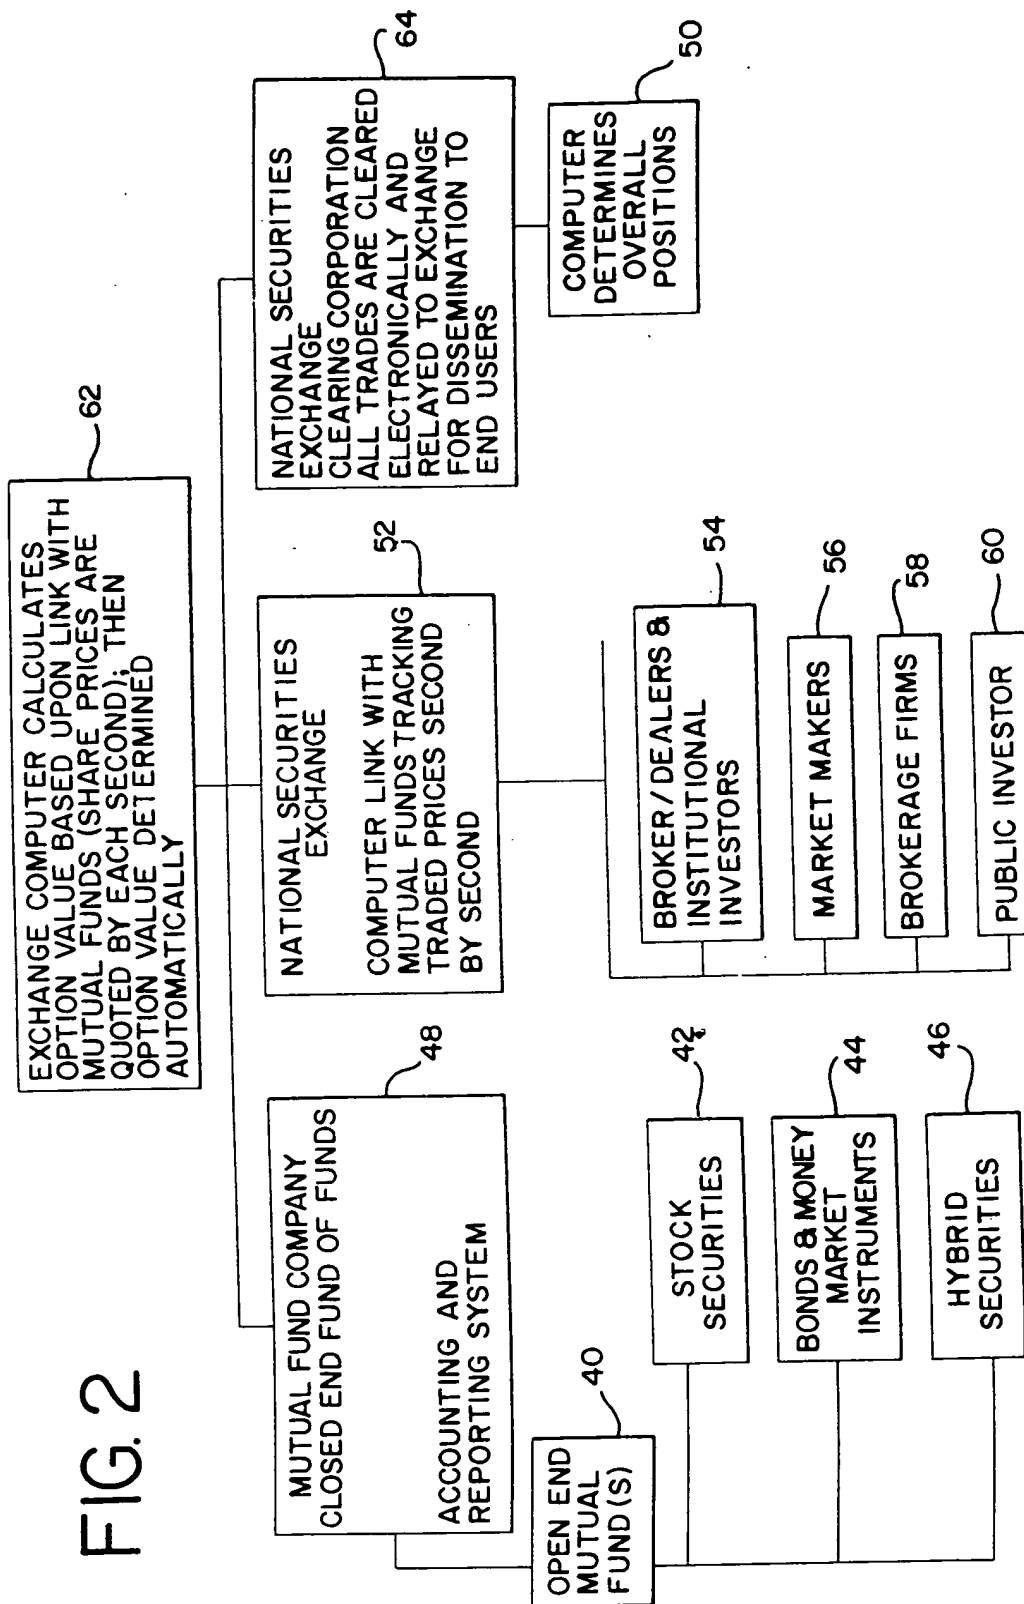 FIG. 2
EXCHANGE COMPUTER CALCULATES
OPTION VALUE BASED UPON LINK WITH
MUTUAL FUNDS (SHARE PRICES ARE
QUOTED BY EACH SECOND); THEN
OPTION VALUE DETERMINED
AUTOMATICALLY
62
MUTUAL FUND COMPANY
CLOSED END FUND OF FUNDS
ACCOUNTING AND
REPORTING SYSTEM
48
OPEN END
MUTUAL
FUND(S)
40
STOCK
SECURITIES
42
BONDS & MONEY
MARKET
INSTRUMENTS
44
HYBRID
SECURITIES
46
NATIONAL SECURITIES
EXCHANGE
COMPUTER LINK WITH
MUTUAL FUNDS TRACKING
TRADED PRICES SECOND
BY SECOND
52
BROKER/DEALERS &
INSTITUTIONAL
INVESTORS
54
MARKET MAKERS
56
BROKERAGE FIRMS
58
PUBLIC INVESTOR
60
NATIONAL SECURITIES
EXCHANGE
CLEARING CORPORATION
ALL TRADES ARE CLEARED
ELECTRONICALLY AND
RELAYED TO EXCHANGE
FOR DISSEMINATION TO
END USERS
64
COMPUTER
DETERMINES
OVERALL
POSITIONS
50